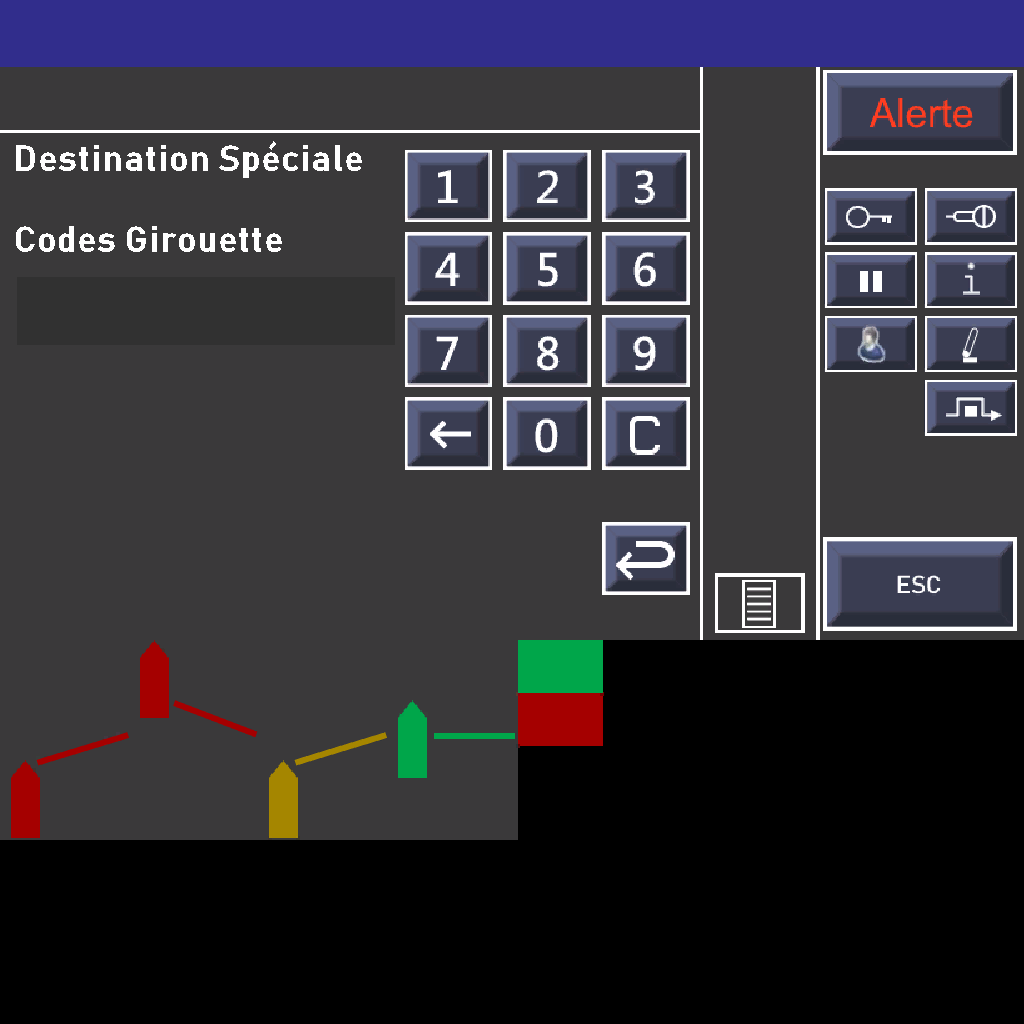 Alerte
Destination Spéciale
Codes Girouette
1 2 3
4 5 6
7 8 9
← 0 C
i
ESC